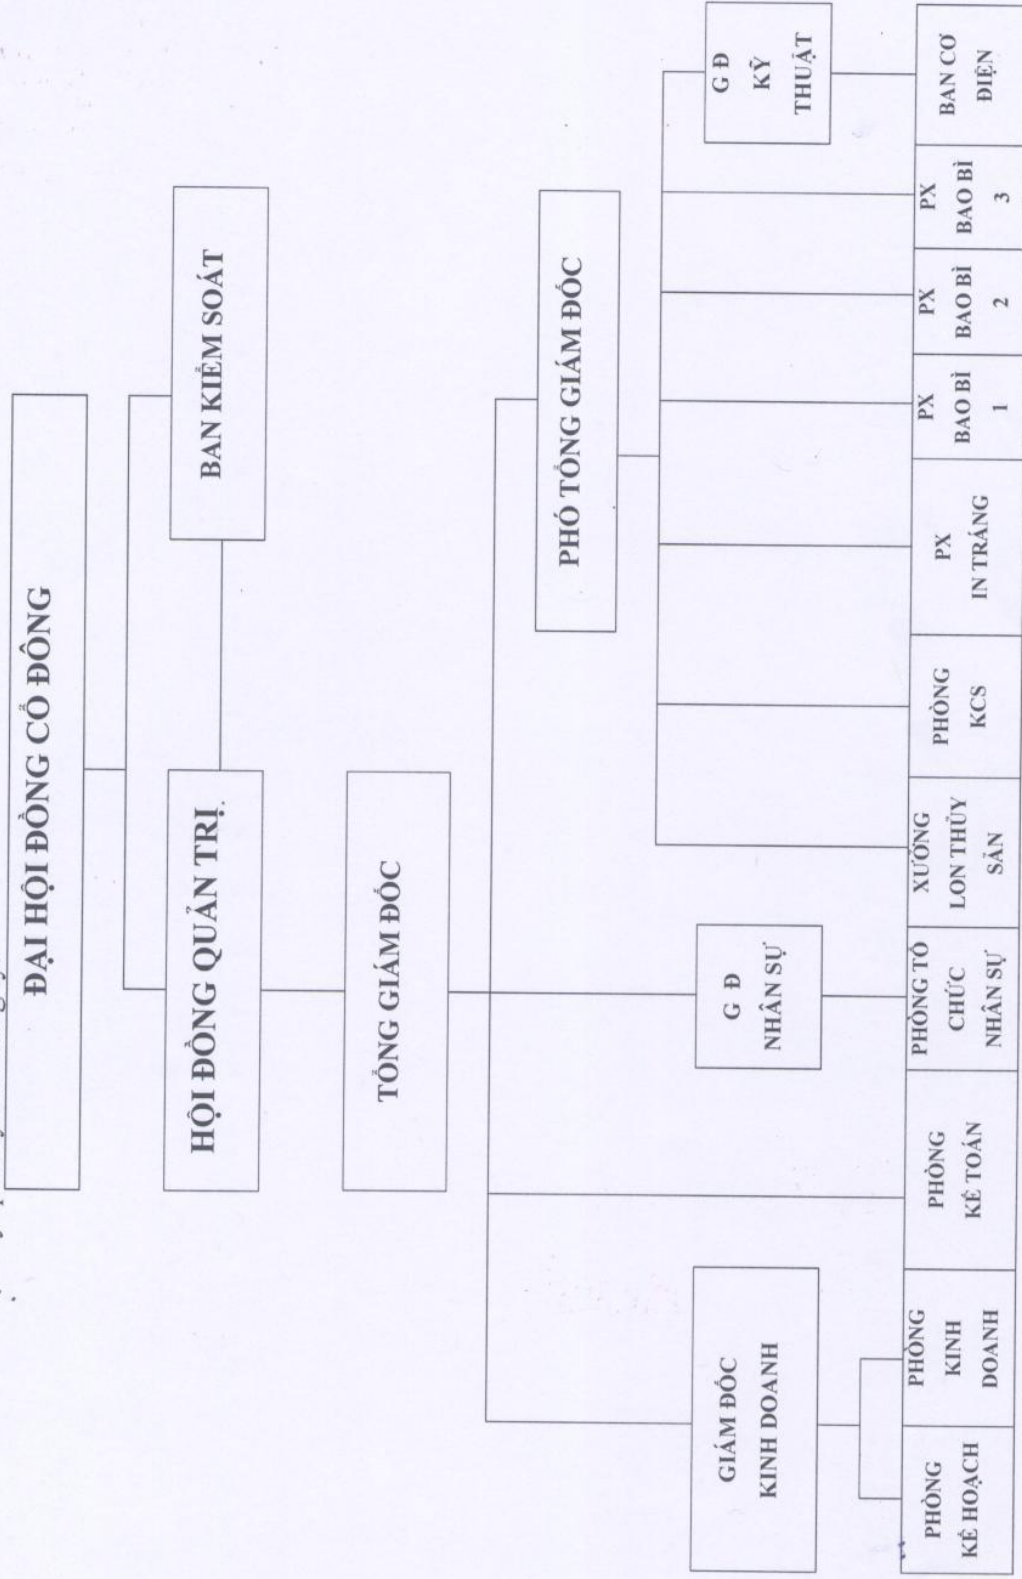 ĐẠI HỘI ĐỒNG CỔ ĐÔNG
HỘI ĐỒNG QUẢN TRỊ
BAN KIỂM SOÁT
TỔNG GIÁM ĐỐC
PHÓ TỔNG GIÁM ĐỐC
GIÁM ĐỐC
KINH DOANH
G Đ
NHÂN SỰ
G Đ
KỸ
THUẬT
PHÒNG
KẾ HOẠCH
PHÒNG
KINH
DOANH
PHÒNG
KẾ TOÁN
PHÒNG TỔ
CHỨC
NHÂN SỰ
XƯỞNG
LON THỦY
SẢN
PHÒNG
KCS
PX
IN TRÁNG
PX
BAO BÌ
1
PX
BAO BÌ
2
PX
BAO BÌ
3
BAN CƠ
ĐIỆN